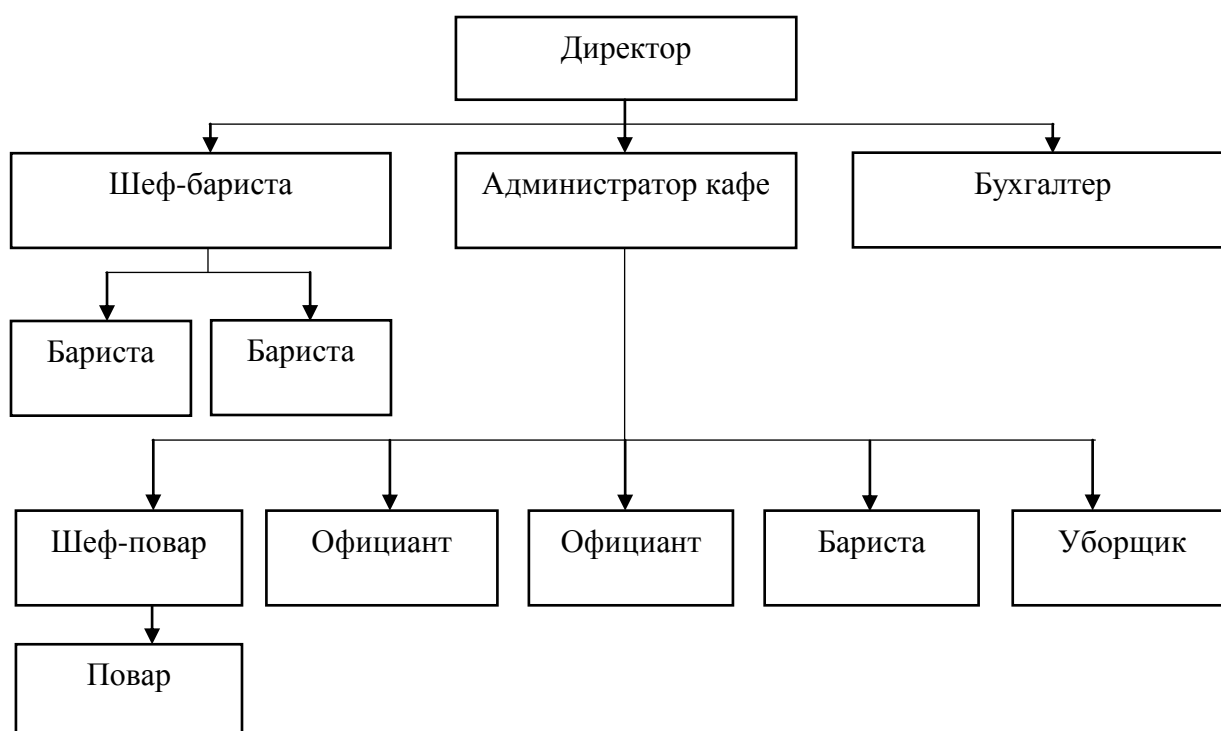 Директор
Шеф-бариста
Администратор кафе
Бухгалтер
Бариста
Бариста
Шеф-повар
Официант
Официант
Бариста
Уборщик
Повар